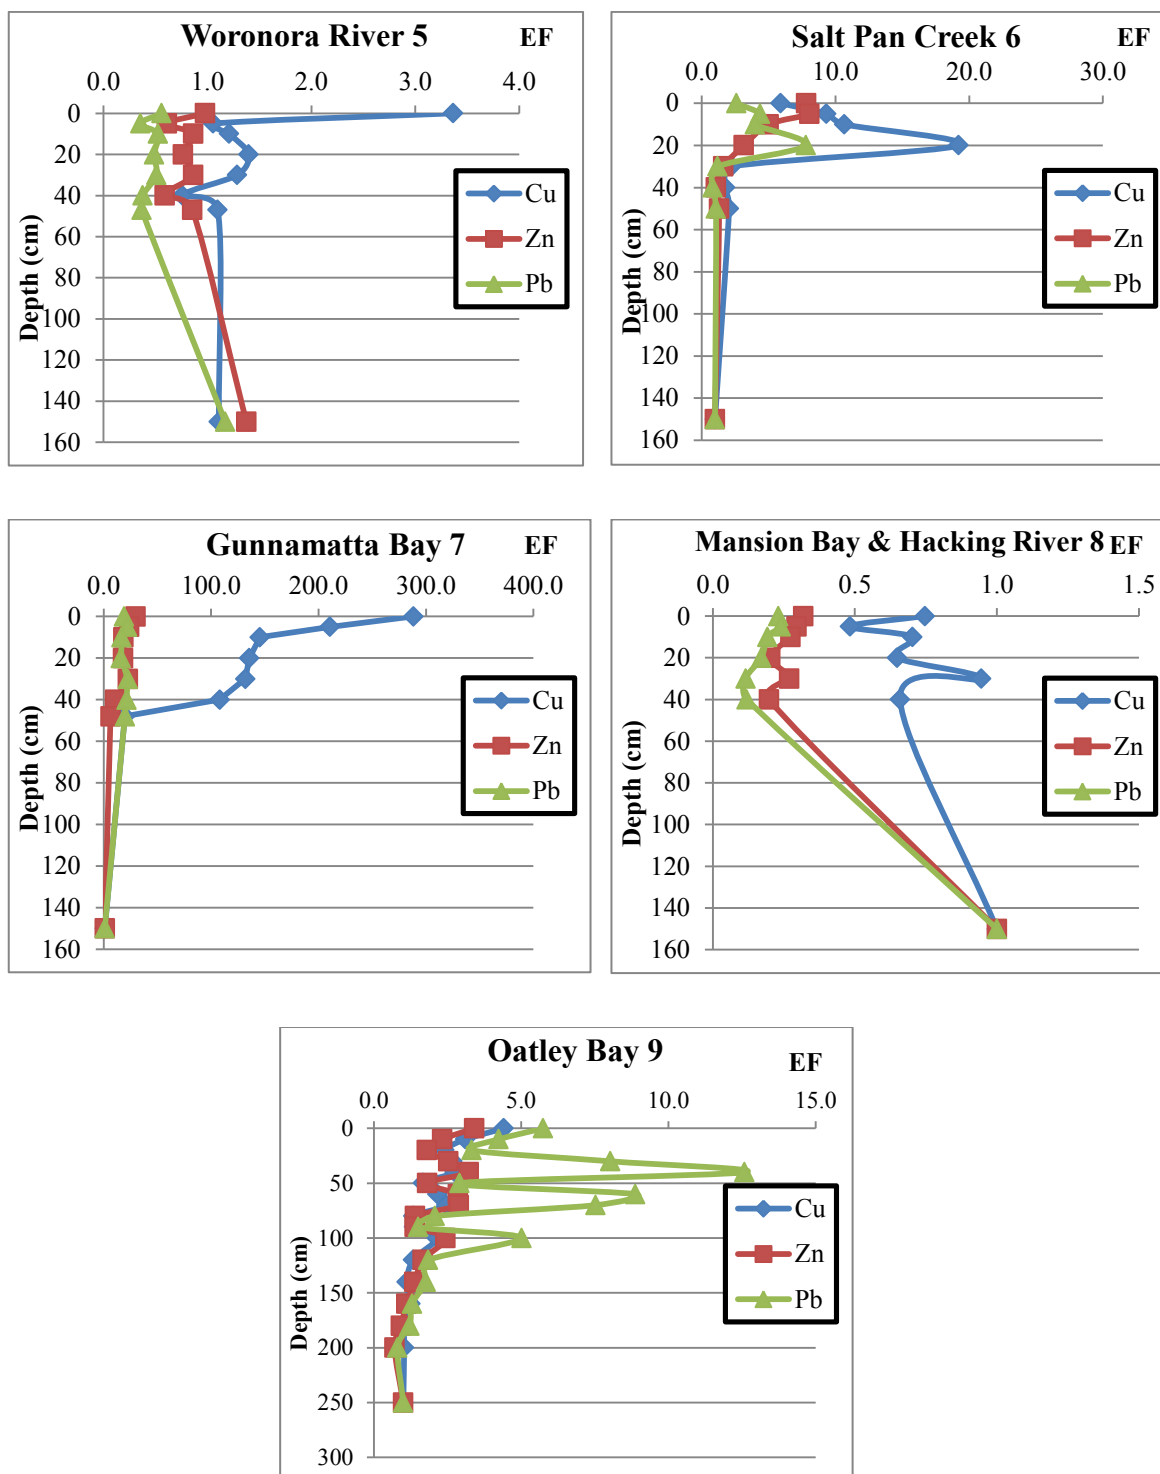 Woronora River 5 EF
0.0 1.0 2.0 3.0 4.0
0
20
40
60
80
100
120
140
160
Depth (cm)
Cu
Zn
Pb
Salt Pan Creek 6 EF
0.0 10.0 20.0 30.0
0
20
40
60
80
100
120
140
160
Depth (cm)
Cu
Zn
Pb
Gunnamatta Bay 7 EF
0.0 100.0 200.0 300.0 400.0
0
20
40
60
80
100
120
140
160
Depth (cm)
Cu
Zn
Pb
Mansion Bay & Hacking River 8 EF
0.0 0.5 1.0 1.5
0
20
40
60
80
100
120
140
160
Depth (cm)
Cu
Zn
Pb
Oatley Bay 9 EF
0.0 5.0 10.0 15.0
0
50
100
150
200
250
300
Depth (cm)
Cu
Zn
Pb